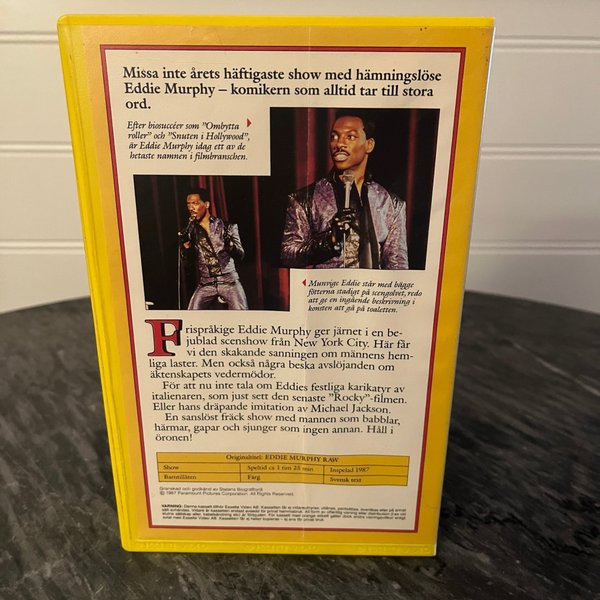 Missa inte årets häftigaste show med hämningslöse
Eddie Murphy – komikern som alltid tar till stora
ord.
Efter biosuccéer som "Ombytta
roller" och "Snuten i Hollywood",
är Eddie Murphy idag ett av de
hetaste namnen i filmbranschen.
Munvige Eddie står med bägge
fötterna stadigt på scengolvet, redo
att ge en ingående beskrivning i
konsten att gå på toaletten.
Frispråkige Eddie Murphy ger järnet i en be-
jublad scenshow från New York City. Här får
vi den skakande sanningen om männens hem-
liga laster. Men också några beska avslöjanden om
äktenskapets vedermödor.
För att nu inte tala om Eddies festliga karikatyr av
italienaren, som just sett den senaste "Rocky"-filmen.
Eller hans dräpande imitation av Michael Jackson.
En sanslöst fräck show med mannen som babblar,
härmar, gapar och sjunger som ingen annan. Håll i
öronen!
Originaltitel: EDDIE MURPHY RAW
Show Speltid ca 1 tim 28 min Inspelad 1987
Barntillåten Färg Svensk text
Granskad och godkänd av Statens Biografbyrå
© 1987 Paramount Pictures Corporation. All Rights Reserved.